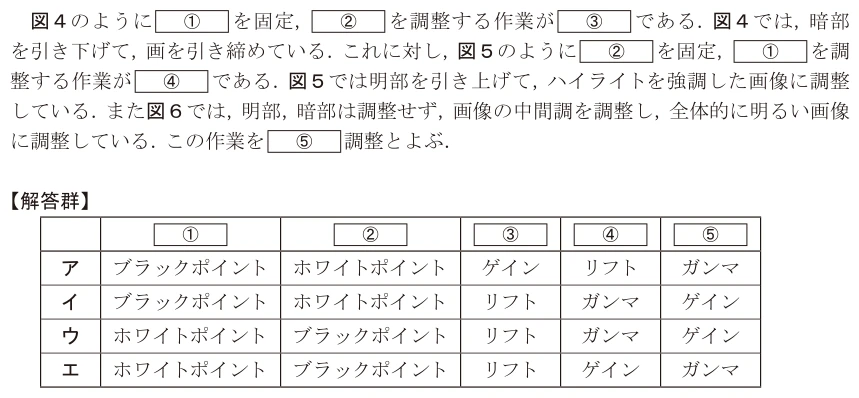 図4のように ① を固定, ② を調整する作業が ③ である. 図4では, 暗部
を引き下げて, 画を引き締めている. これに対し, 図5のように ② を固定, ① を調
整する作業が ④ である. 図5では明部を引き上げて, ハイライトを強調した画像に調整
している. また図6では, 明部, 暗部は調整せず, 画像の中間調を調整し, 全体的に明るい画像
に調整している. この作業を ⑤ 調整とよぶ.
【解答群】
① ② ③ ④ ⑤
ア ブラックポイント ホワイトポイント ゲイン リフト ガンマ
イ ブラックポイント ホワイトポイント リフト ガンマ ゲイン
ウ ホワイトポイント ブラックポイント リフト ガンマ ゲイン
エ ホワイトポイント ブラックポイント リフト ゲイン ガンマ